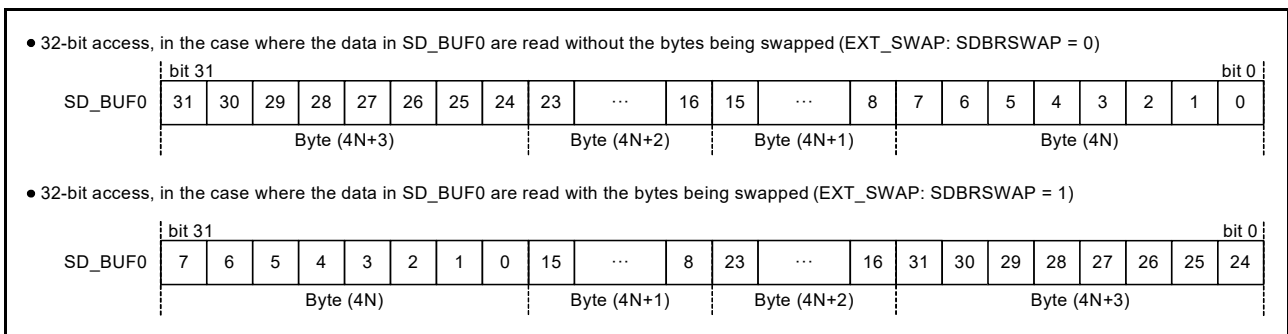 ● 32-bit access, in the case where the data in SD_BUF0 are read without the bytes being swapped (EXT_SWAP: SDBRSWAP = 0)
bit 31 bit 0
SD_BUF0 31 30 29 28 27 26 25 24 23 ··· 16 15 ··· 8 7 6 5 4 3 2 1 0
Byte (4N+3) Byte (4N+2) Byte (4N+1) Byte (4N)
● 32-bit access, in the case where the data in SD_BUF0 are read with the bytes being swapped (EXT_SWAP: SDBRSWAP = 1)
bit 31 bit 0
SD_BUF0 7 6 5 4 3 2 1 0 15 ··· 8 23 ··· 16 31 30 29 28 27 26 25 24
Byte (4N) Byte (4N+1) Byte (4N+2) Byte (4N+3)